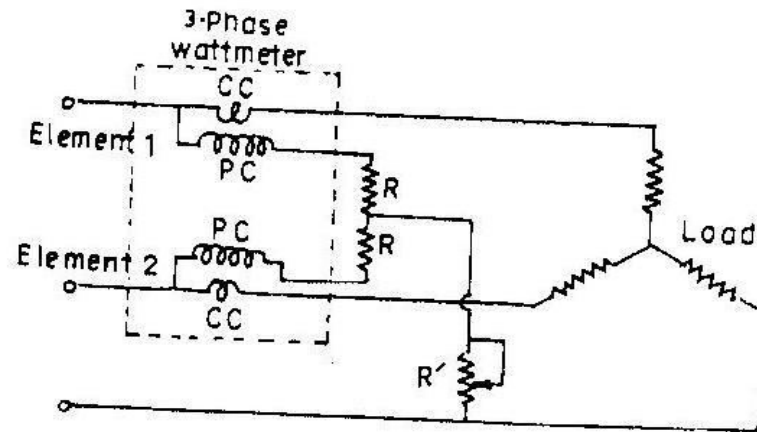 3-Phase
wattmeter
CC
Element 1
PC
R
PC
R
Load
Element 2
CC
R′